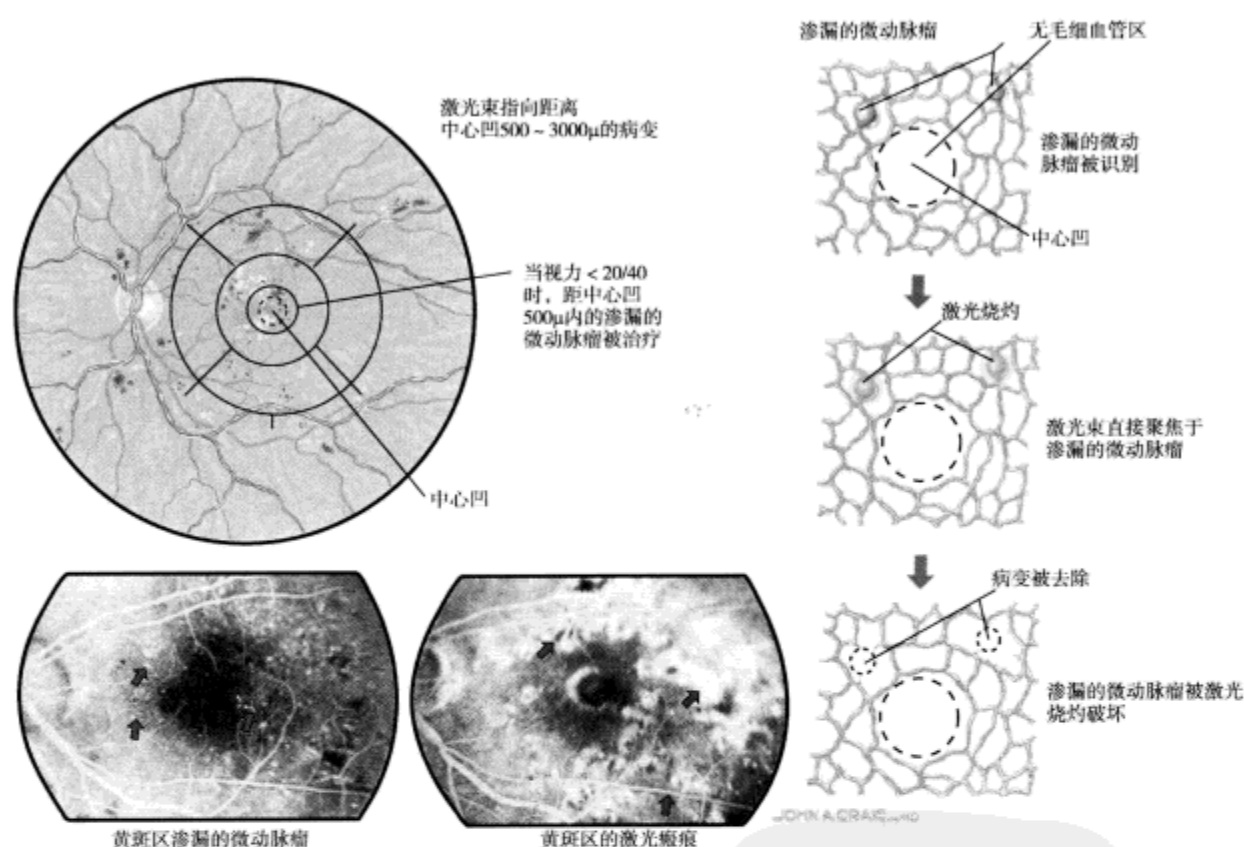 激光束指向距离
中心凹500~3000μ的病变
当视力<20/40
时，距中心凹
500μ内的渗漏的
微动脉瘤被治疗
中心凹
黄斑区渗漏的微动脉瘤
黄斑区的激光瘢痕
渗漏的微动脉瘤
无毛细血管区
渗漏的微动
脉瘤被识别
中心凹
激光烧灼
激光束直接聚焦于
渗漏的微动脉瘤
病变被去除
渗漏的微动脉瘤被激光
烧灼破坏
JOHN A.CRAIG